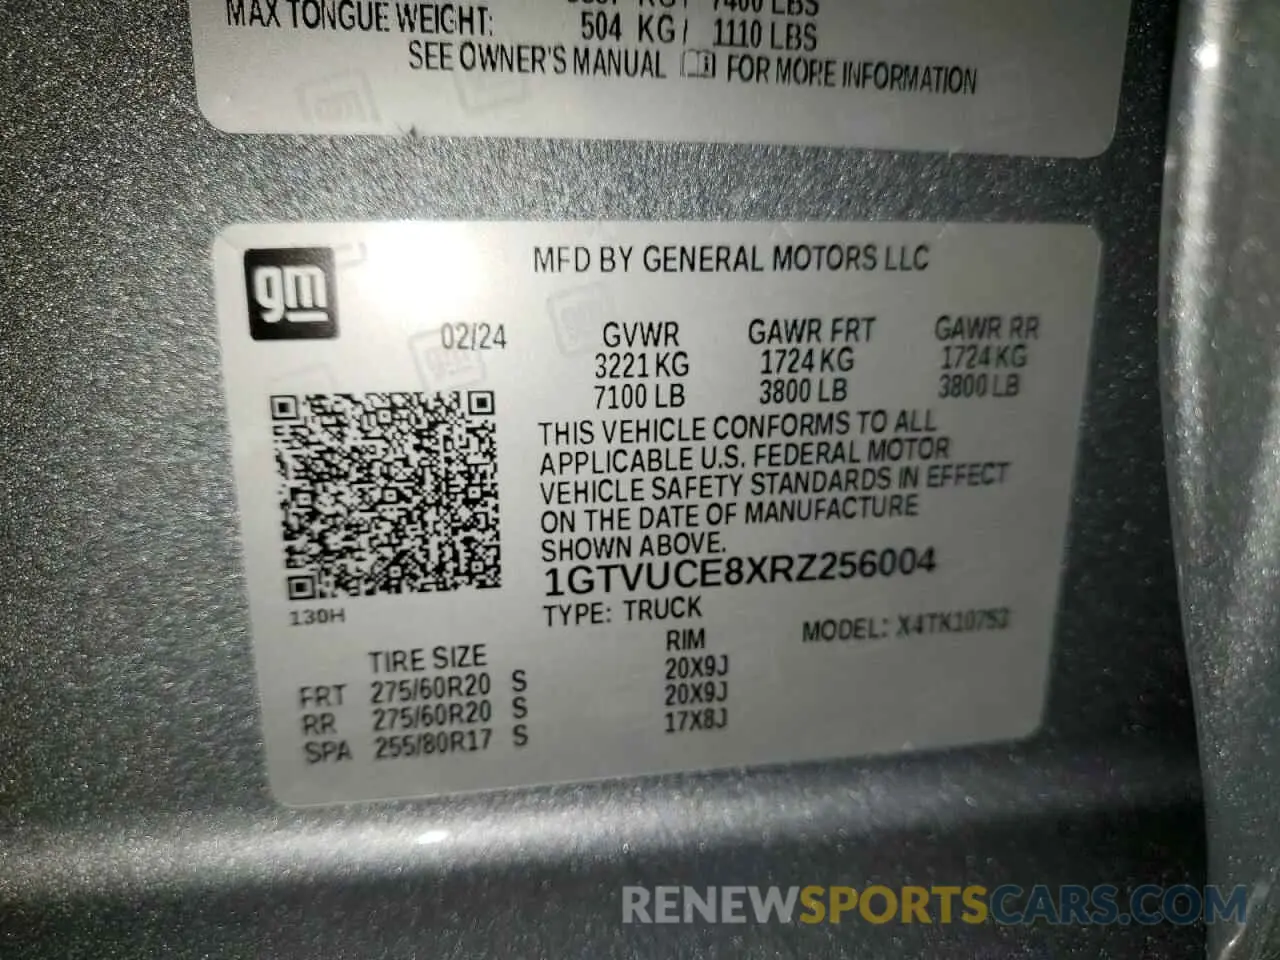 7400 LBS
MAX TONGUE WEIGHT: 504 KG/ 1110 LBS
SEE OWNER'S MANUAL FOR MORE INFORMATION
gm
MFD BY GENERAL MOTORS LLC
02/24 GVWR GAWR FRT GAWR RR
3221 KG 1724 KG 1724 KG
7100 LB 3800 LB 3800 LB
THIS VEHICLE CONFORMS TO ALL
APPLICABLE U.S. FEDERAL MOTOR
VEHICLE SAFETY STANDARDS IN EFFECT
ON THE DATE OF MANUFACTURE
SHOWN ABOVE.
1GTVUCE8XRZ256004
130H
TYPE: TRUCK
MODEL: X4TK10753
TIRE SIZE RIM
FRT 275/60R20 S 20X9J
RR 275/60R20 S 20X9J
SPA 255/80R17 S 17X8J
RENEWSPORTSCARS.COM